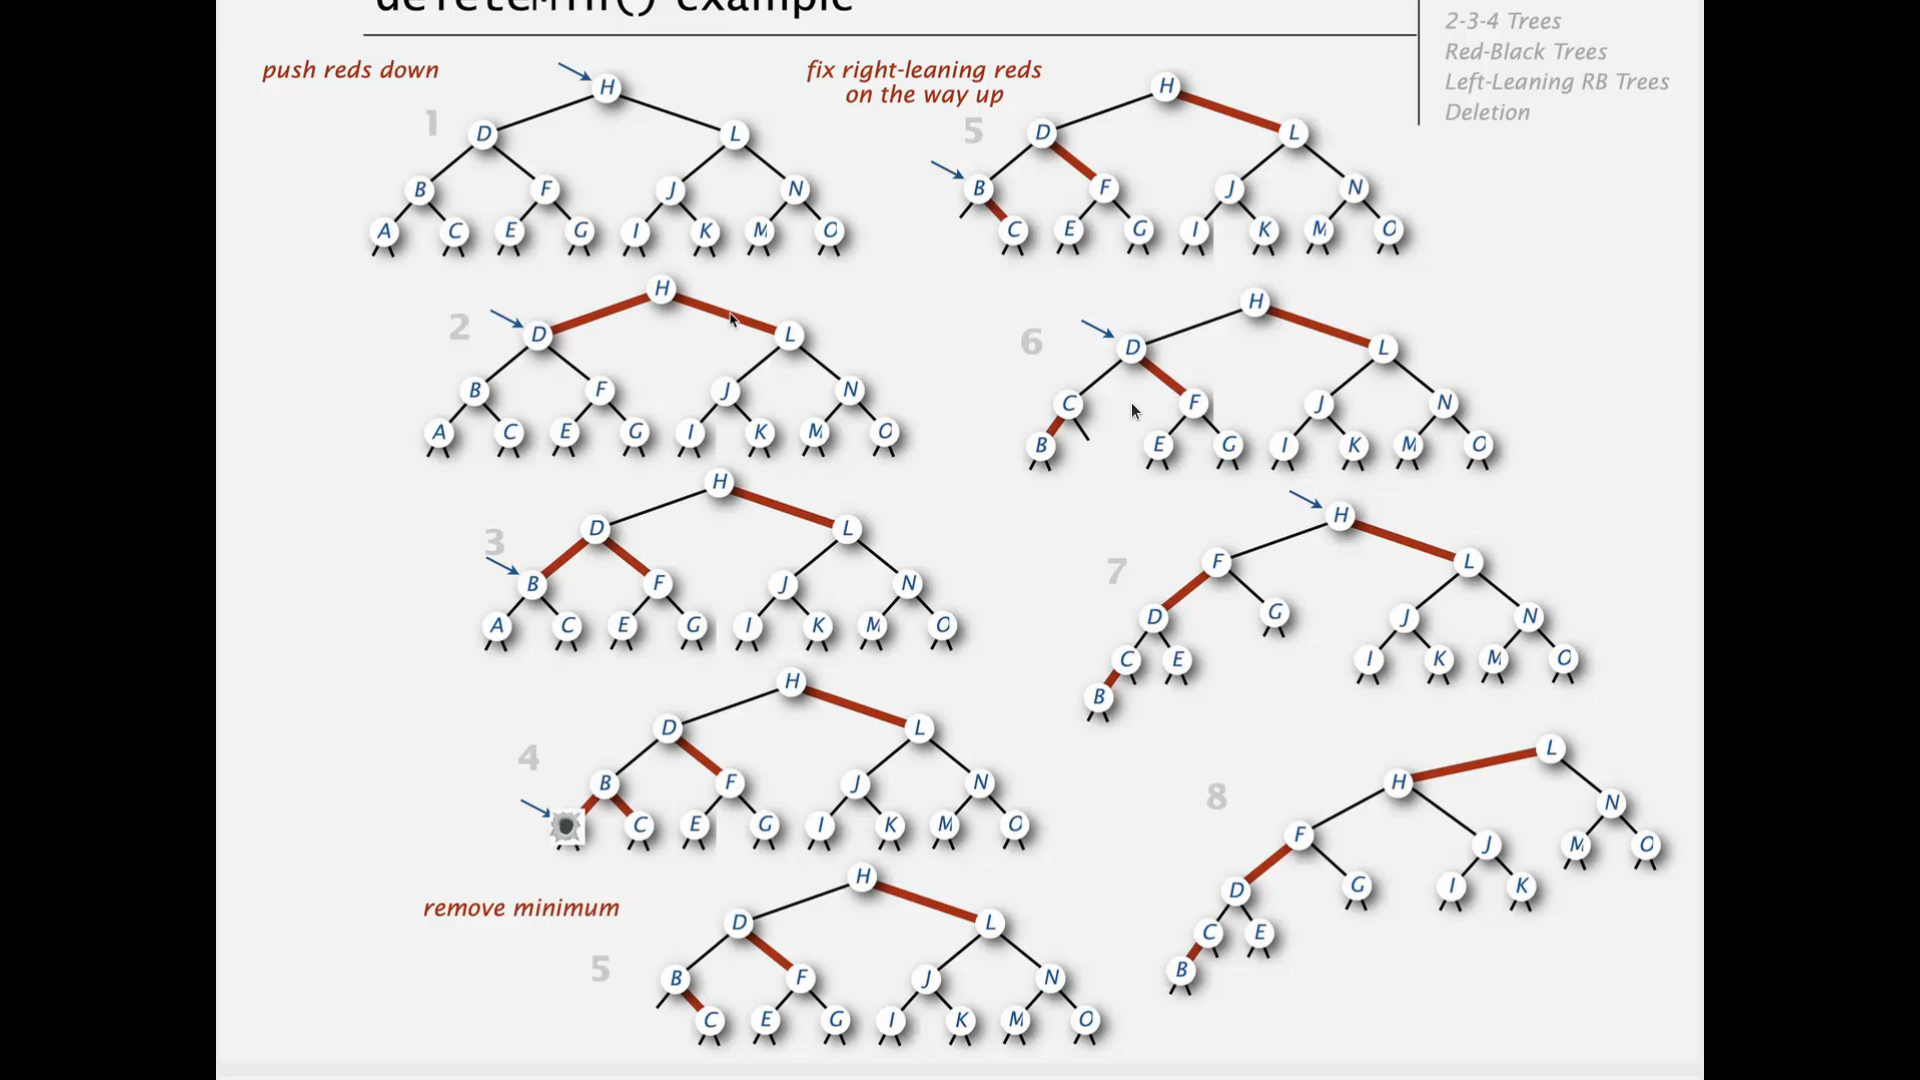 deleteMin() example
2-3-4 Trees
Red-Black Trees
Left-Leaning RB Trees
Deletion
push reds down
1
H
D L
B F J N
A C E G I K M O
2
H
D L
B F J N
A C E G I K M O
3
H
D L
B F J N
A C E G I K M O
4
H
D L
B F J N
C E G I K M O
remove minimum
5
H
D L
B F J N
C E G I K M O
fix right-leaning reds
on the way up
5
H
D L
B F J N
C E G I K M O
6
H
D L
C F J N
B E G I K M O
7
H
F L
D G J N
C E I K M O
B
8
L
H N
F J M O
D G I K
C E
B